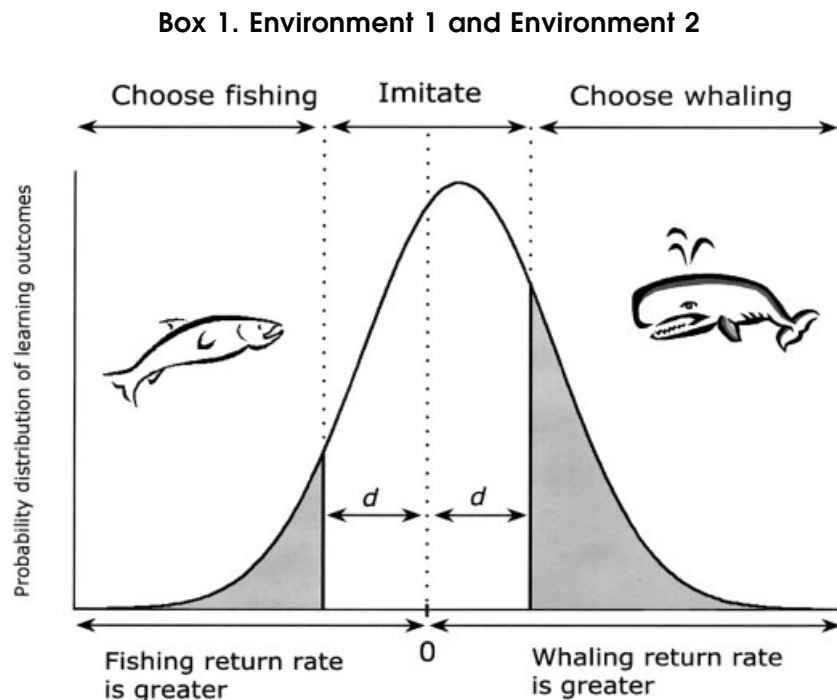 Box 1. Environment 1 and Environment 2
Choose fishing
Imitate
Choose whaling
Probability distribution of learning outcomes
d
d
0
Fishing return rate
is greater
Whaling return rate
is greater